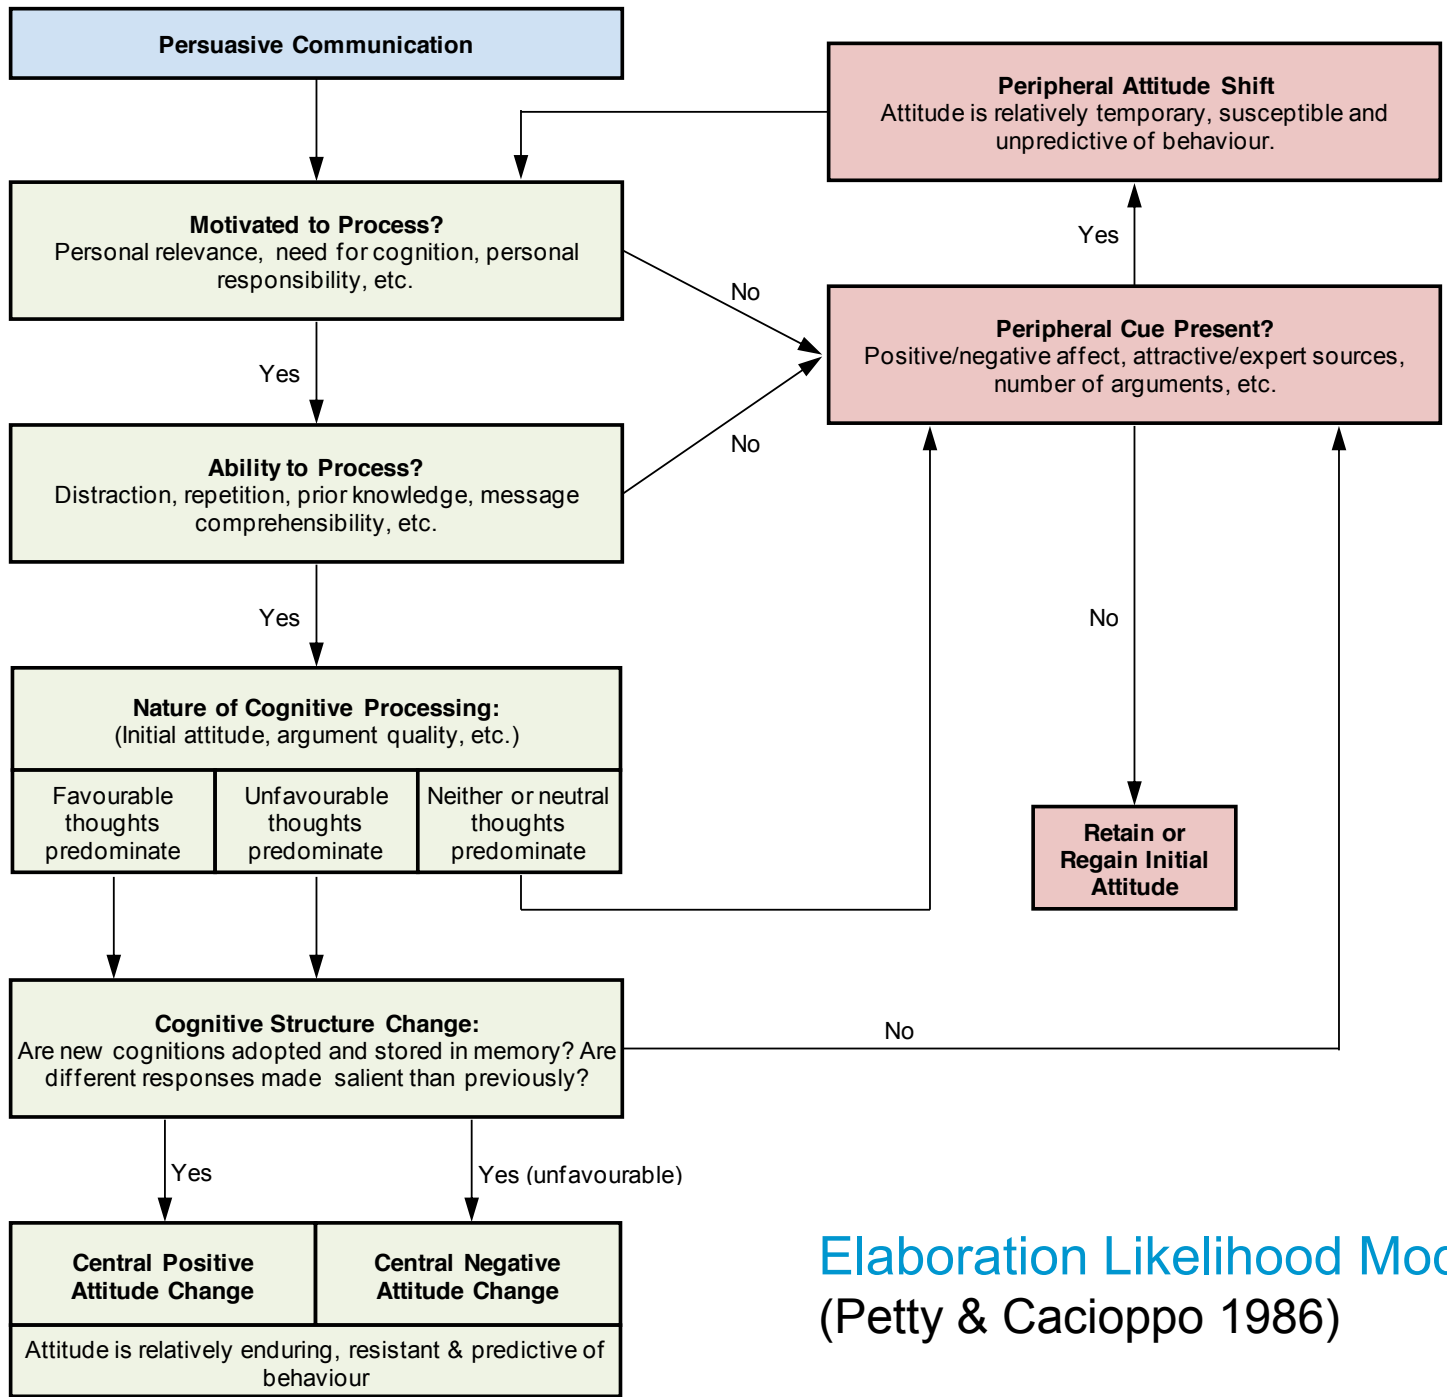 Persuasive Communication
Peripheral Attitude Shift
Attitude is relatively temporary, susceptible and
unpredictive of behaviour.
Motivated to Process?
Personal relevance, need for cognition, personal
responsibility, etc.
Yes
No
Peripheral Cue Present?
Positive/negative affect, attractive/expert sources,
number of arguments, etc.
Yes
No
Ability to Process?
Distraction, repetition, prior knowledge, message
comprehensibility, etc.
Yes
No
Nature of Cognitive Processing:
(Initial attitude, argument quality, etc.)
Favourable
thoughts
predominate
Unfavourable
thoughts
predominate
Neither or neutral
thoughts
predominate
Retain or
Regain Initial
Attitude
Cognitive Structure Change:
Are new cognitions adopted and stored in memory? Are
different responses made salient than previously?
No
Yes
Yes (unfavourable)
Central Positive
Attitude Change
Central Negative
Attitude Change
Attitude is relatively enduring, resistant & predictive of
behaviour
Elaboration Likelihood
(Petty & Cacioppo 1986)